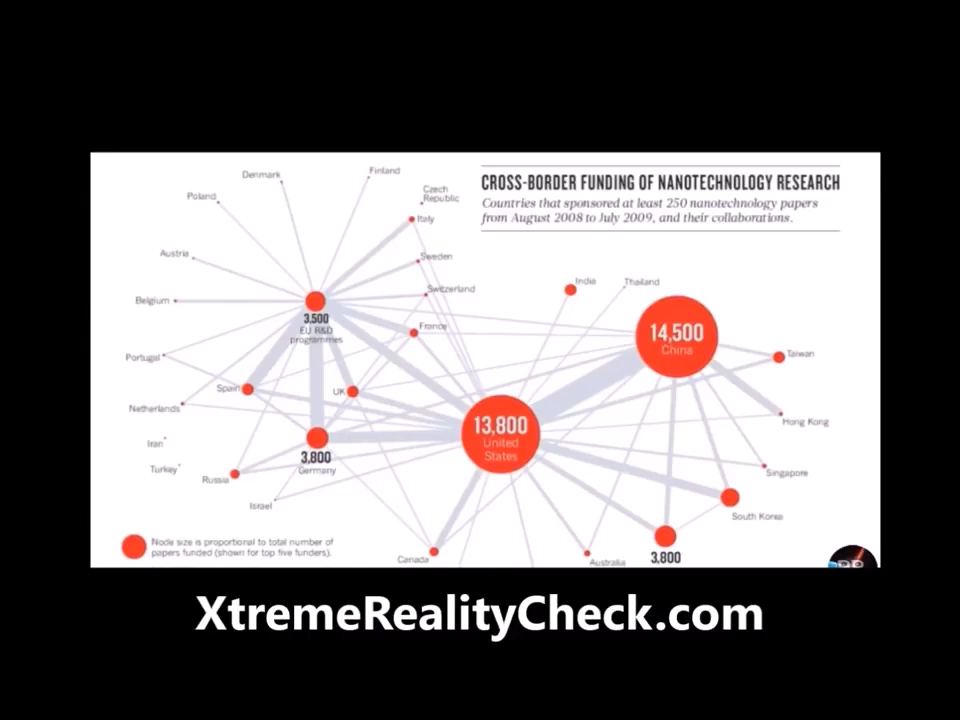 CROSS-BORDER FUNDING OF NANOTECHNOLOGY RESEARCH
Countries that sponsored at least 250 nanotechnology papers
from August 2008 to July 2009, and their collaborations.
Finland
Denmark
Czech
Republic
Poland
Italy
Austria
Sweden
India
Thailand
Switzerland
Belgium
3,500
EU R&D
programmes
France
14,500
China
Taiwan
Portugal
Spain
UK
Netherlands
13,800
United
States
Hong Kong
Iran
3,800
Germany
Turkey
Russia
Singapore
Israel
South Korea
Node size is proportional to total number of
papers funded (shown for top five funders).
Canada
Australia
3,800
XtremeRealityCheck.com